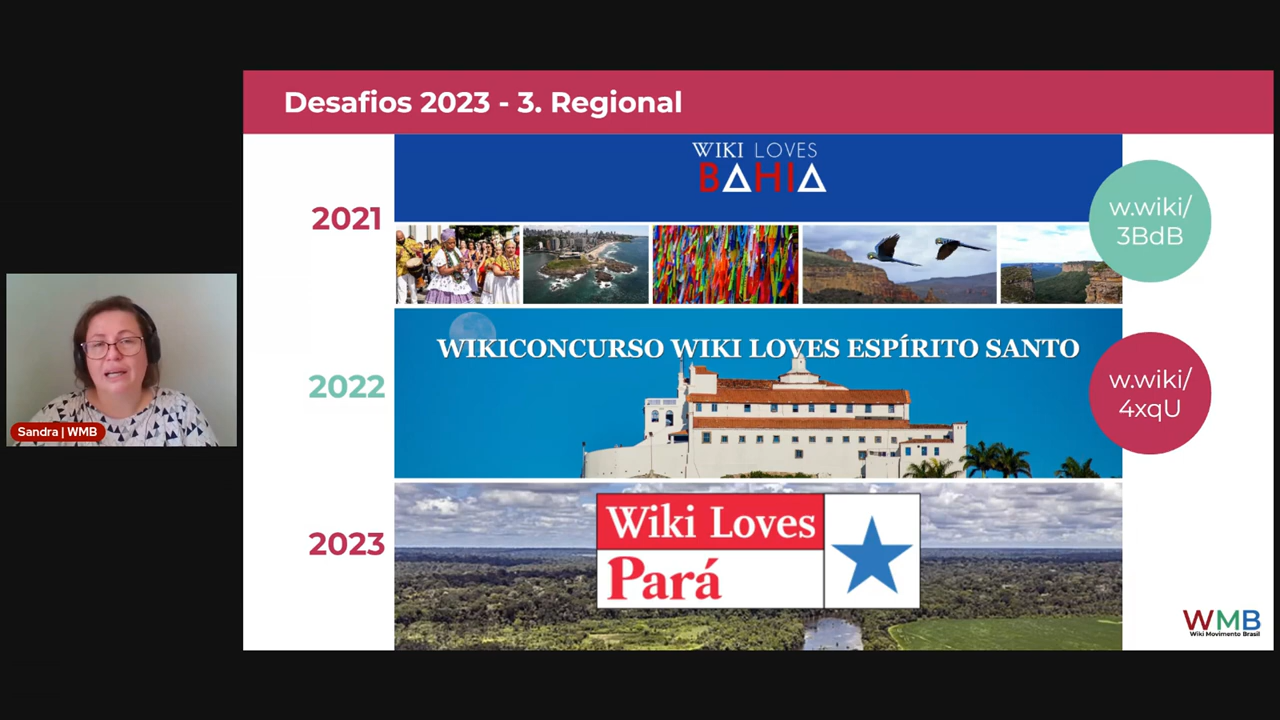 Desafios 2023 - 3. Regional
WIKI LOVES
BAHIA
2021
w.wiki/
3BdB
WIKICONCURSO WIKI LOVES ESPÍRITO SANTO
2022
w.wiki/
4xqU
Sandra | WMB
2023
Wiki Loves
Pará
WMB
Wiki Movimento Brasil